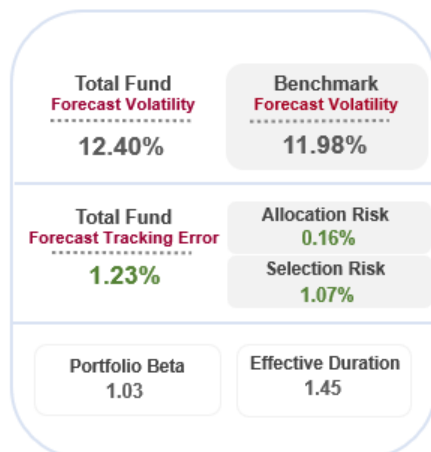 Total Fund
Forecast Volatility
12.40%
Benchmark
Forecast Volatility
11.98%
Total Fund
Forecast Tracking Error
1.23%
Allocation Risk
0.16%
Selection Risk
1.07%
Portfolio Beta
1.03
Effective Duration
1.45